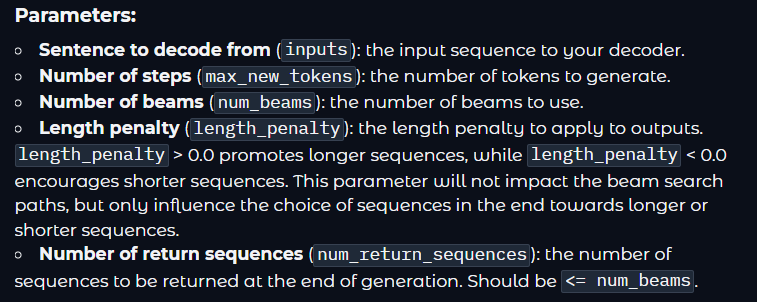 Parameters:
○ Sentence to decode from (inputs): the input sequence to your decoder.
○ Number of steps (max_new_tokens): the number of tokens to generate.
○ Number of beams (num_beams): the number of beams to use.
○ Length penalty (length_penalty): the length penalty to apply to outputs.
length_penalty > 0.0 promotes longer sequences, while length_penalty < 0.0
encourages shorter sequences. This parameter will not impact the beam search
paths, but only influence the choice of sequences in the end towards longer or
shorter sequences.
○ Number of return sequences (num_return_sequences): the number of
sequences to be returned at the end of generation. Should be <= num_beams.